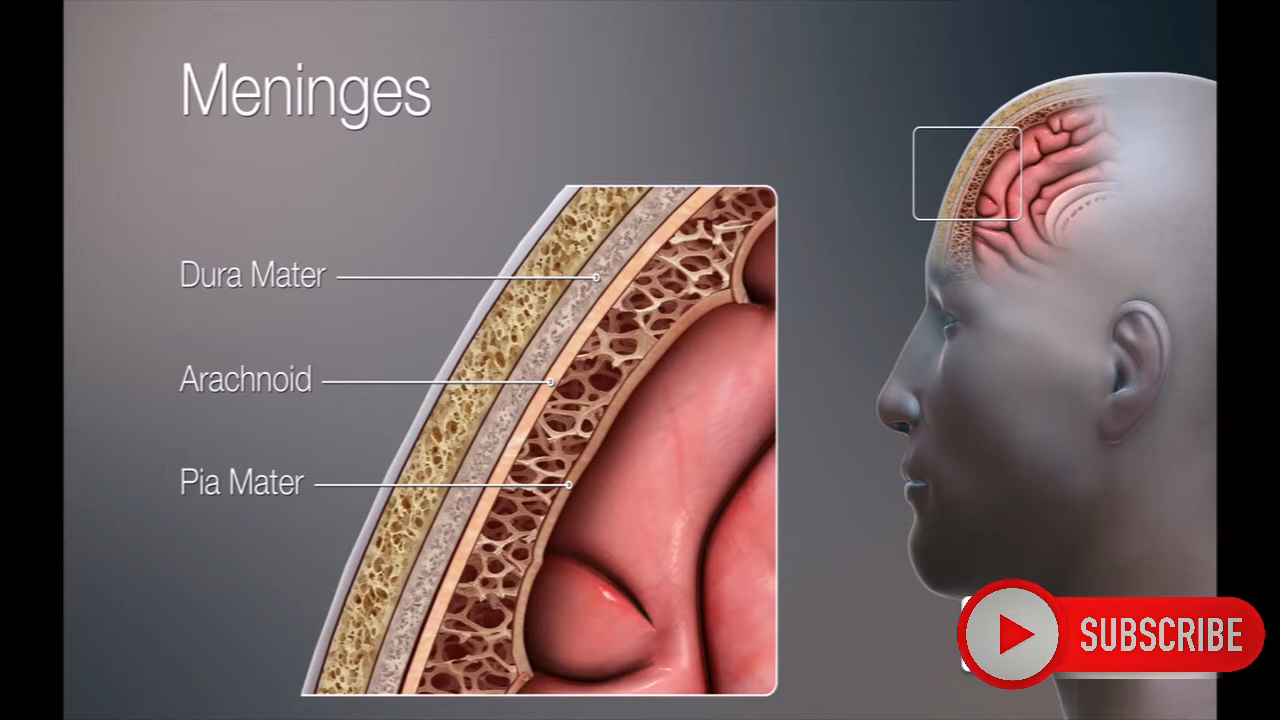 Meninges
Dura Mater
Arachnoid
Pia Mater
SUBSCRIBE